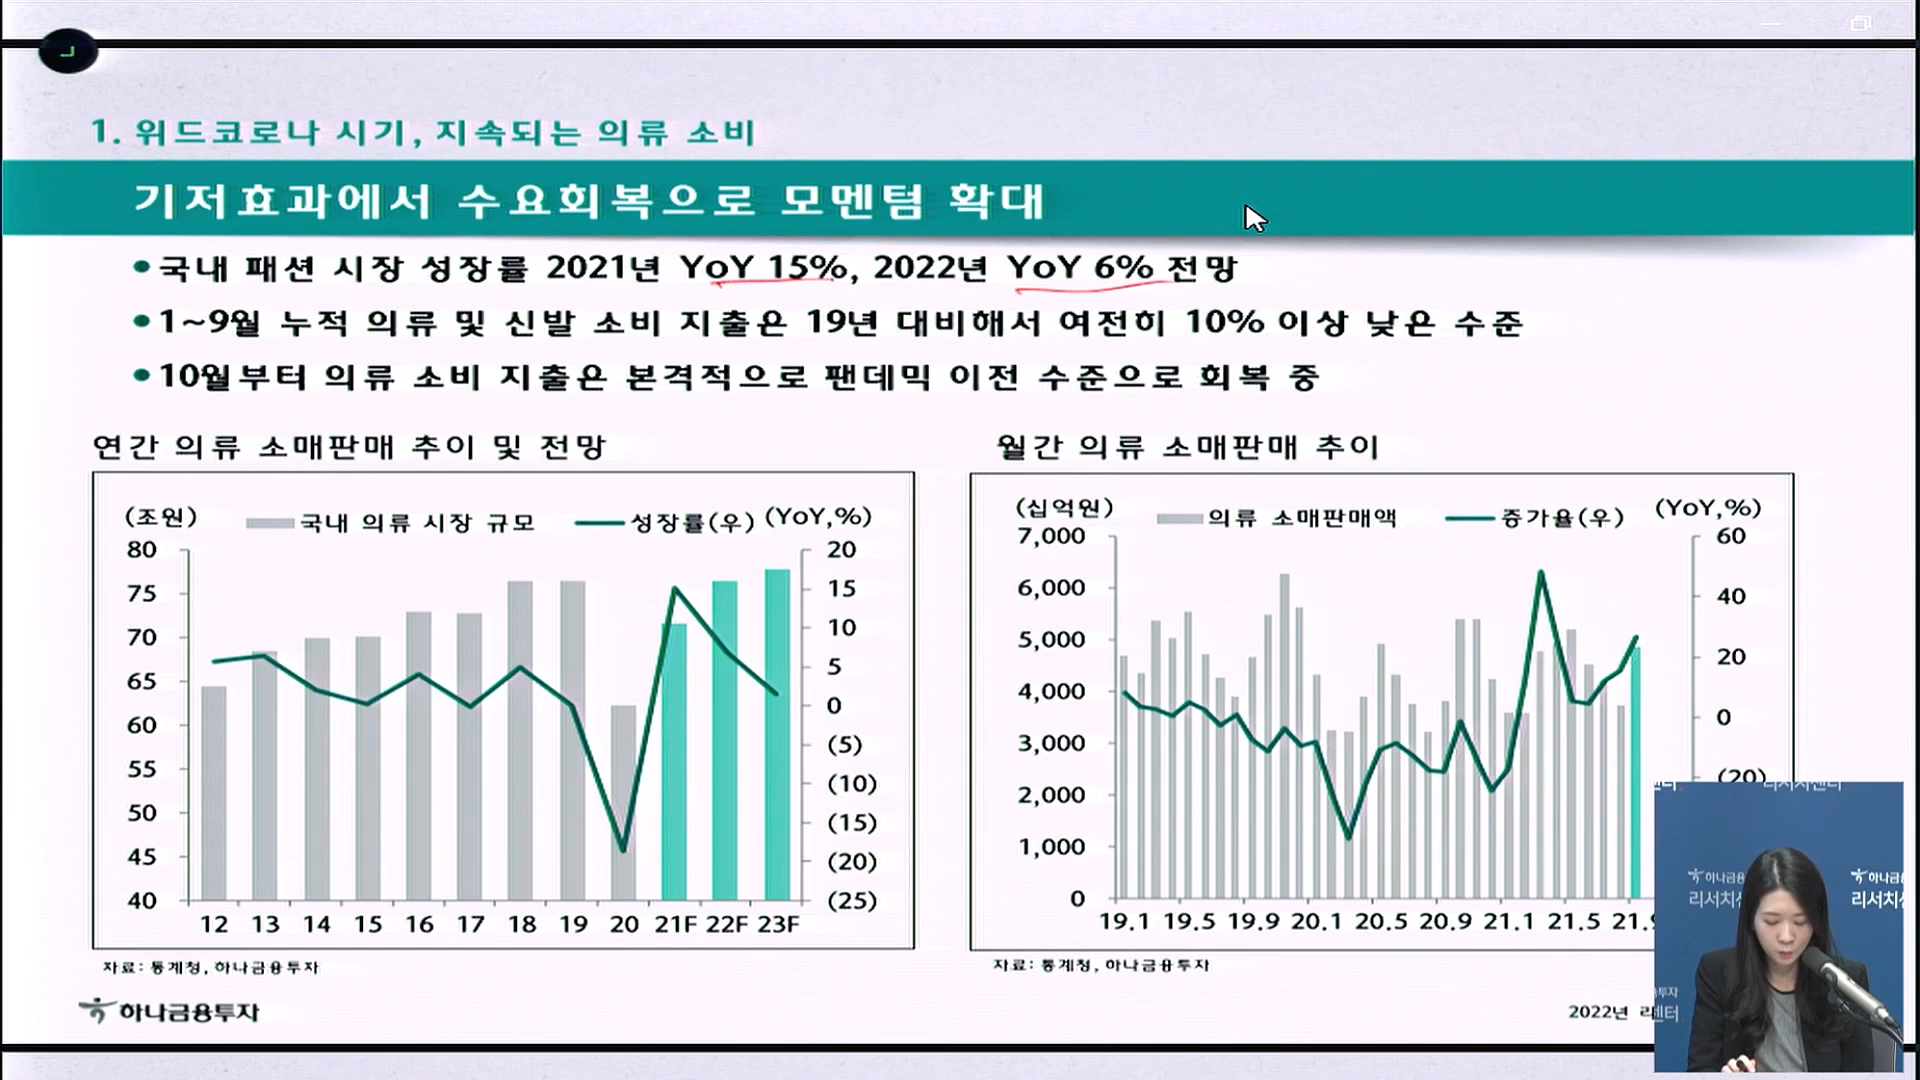 1. 위드코로나 시기, 지속되는 의류 소비
기저효과에서 수요회복으로 모멘텀 확대
•국내 패션 시장 성장률 2021년 YoY 15%, 2022년 YoY 6% 전망
•1~9월 누적 의류 및 신발 소비 지출은 19년 대비해서 여전히 10% 이상 낮은 수준
•10월부터 의류 소비 지출은 본격적으로 팬데믹 이전 수준으로 회복 중
연간 의류 소매판매 추이 및 전망
(조원) 국내 의류 시장 규모 성장률(우) (YoY,%)
80 20
75 15
70 10
65 5
60 0
55 (5)
50 (10)
45 (15)
40 (20)
(25)
12 13 14 15 16 17 18 19 20 21F 22F 23F
자료: 통계청, 하나금융투자
월간 의류 소매판매 추이
(십억원) 의류 소매판매액 증가율(우) (YoY,%)
7,000 60
6,000 40
5,000 20
4,000 0
3,000 (20)
2,000
1,000
0
19.1 19.5 19.9 20.1 20.5 20.9 21.1 21.5 21.9
자료: 통계청, 하나금융투자
하나금융투자
2022년
리서치센터
하나금융
리서치센
하나금융
리서치센